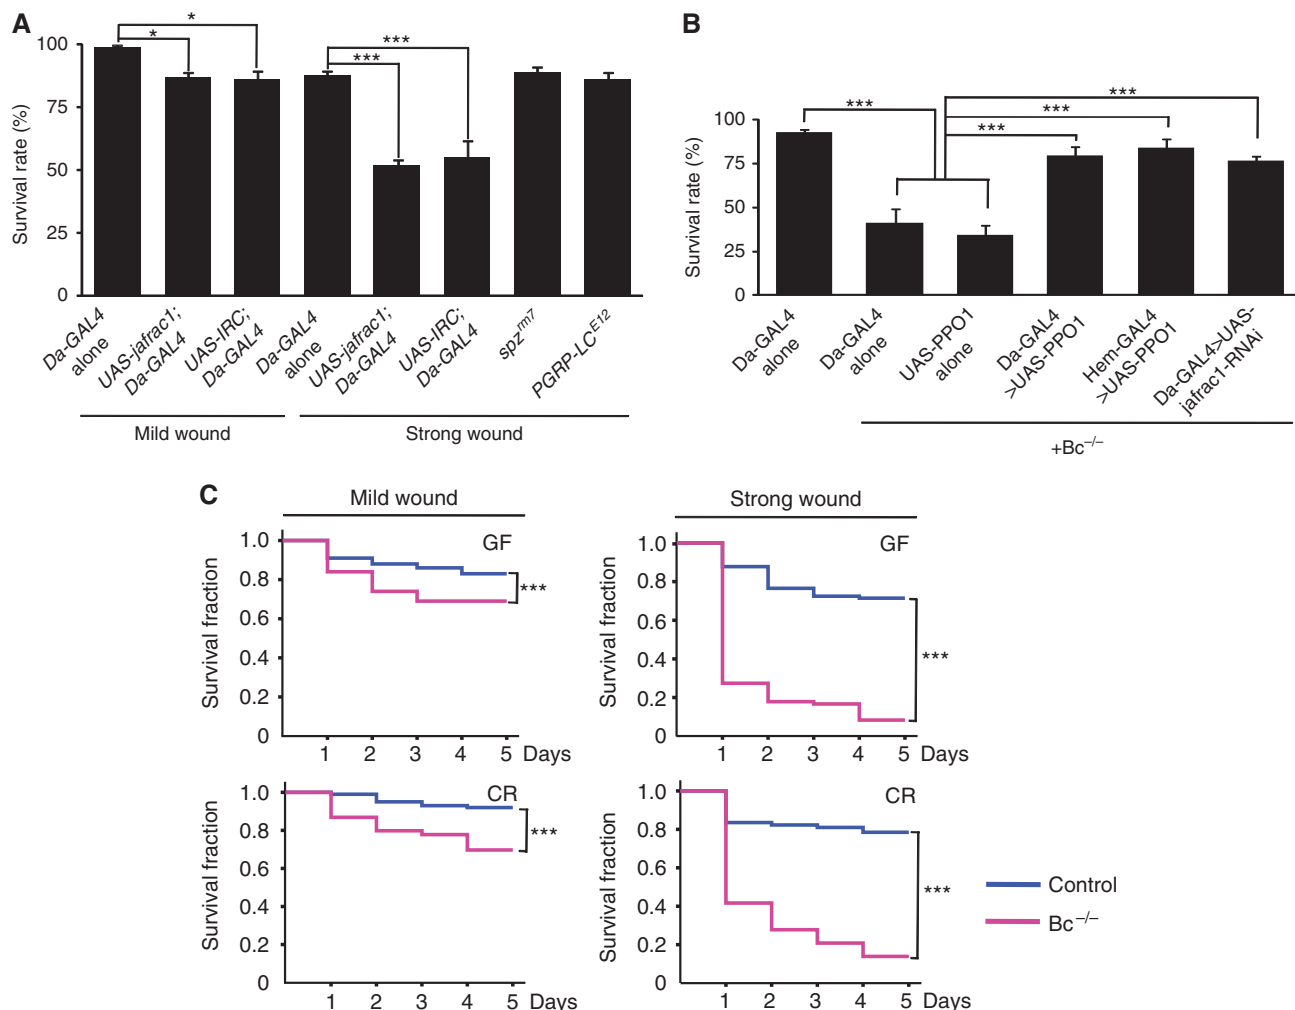 A
Survival rate (%)
100
75
50
25
0
*
*
***
***
Da-GAL4
alone
UAS-jafrac1;
Da-GAL4
UAS-IRC;
Da-GAL4
Da-GAL4
alone
UAS-jafrac1;
Da-GAL4
UAS-IRC;
Da-GAL4
spz^rm7
PGRP-LC^E12
Mild wound
Strong wound
B
Survival rate (%)
100
75
50
25
0
***
***
***
***
Da-GAL4
alone
Da-GAL4
alone
UAS-PPO1
alone
Da-GAL4
>UAS-PPO1
Hem-GAL4
>UAS-PPO1
Da-GAL4>UAS-
jafrac1-RNAi
+Bc^–/–
C
Mild wound
Survival fraction
1.0
0.8
0.6
0.4
0.2
0
GF
***
1 2 3 4 5 Days
Strong wound
Survival fraction
1.0
0.8
0.6
0.4
0.2
0
GF
***
1 2 3 4 5 Days
Survival fraction
1.0
0.8
0.6
0.4
0.2
0
CR
***
1 2 3 4 5 Days
Survival fraction
1.0
0.8
0.6
0.4
0.2
0
CR
***
1 2 3 4 5 Days
Control
Bc^–/–